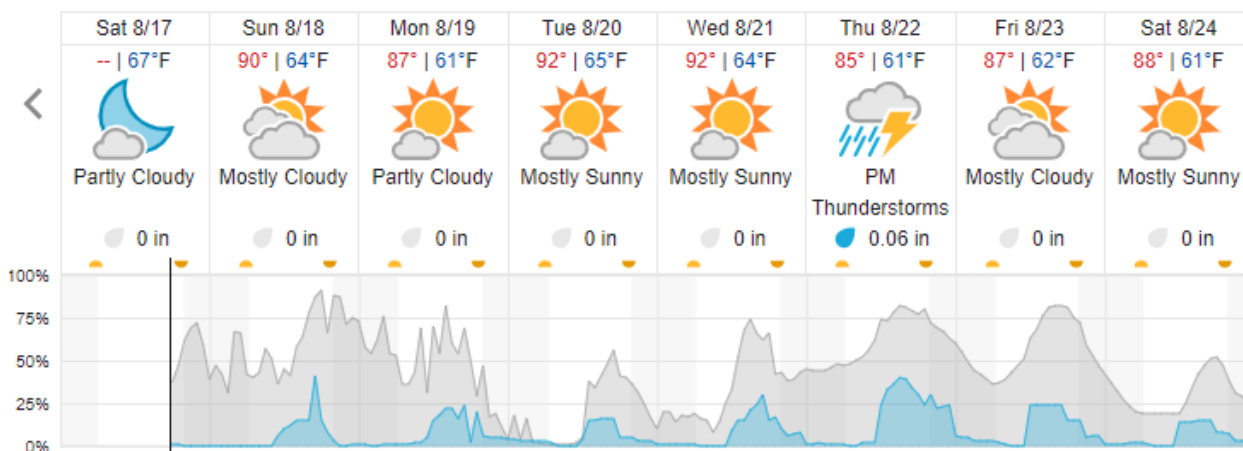 Sat 8/17 Sun 8/18 Mon 8/19 Tue 8/20 Wed 8/21 Thu 8/22 Fri 8/23 Sat 8/24
-- | 67°F 90° | 64°F 87° | 61°F 92° | 65°F 92° | 64°F 85° | 61°F 87° | 62°F 88° | 61°F
Partly Cloudy Mostly Cloudy Partly Cloudy Mostly Sunny Mostly Sunny PM Mostly Cloudy Mostly Sunny
Thunderstorms
0 in 0 in 0 in 0 in 0 in 0.06 in 0 in 0 in
100%
75%
50%
25%
0%